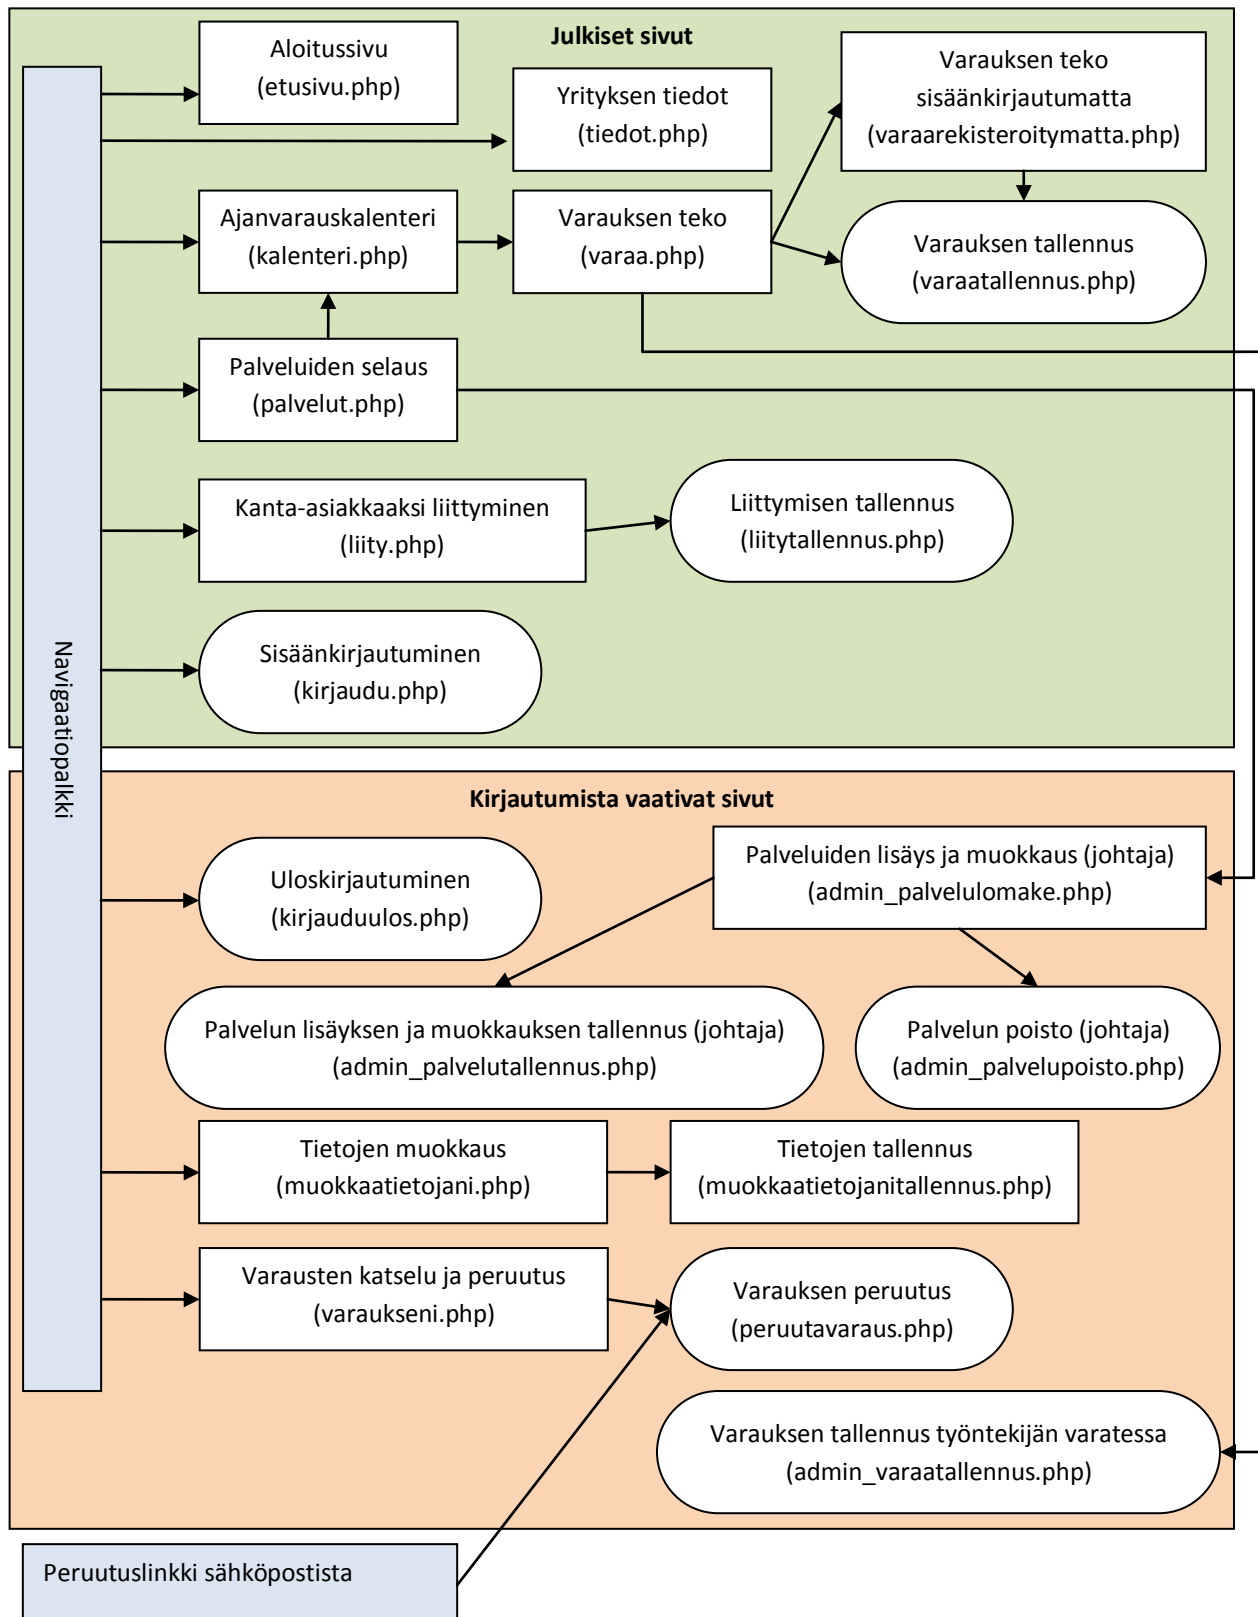 Julkiset sivut
Aloitussivu
(etusivu.php)
Yrityksen tiedot
(tiedot.php)
Varauksen teko
sisäänkirjautumatta
(varaarekisteroitymatta.php)
Ajanvarauskalenteri
(kalenteri.php)
Varauksen teko
(varaa.php)
Varauksen tallennus
(varaatallennus.php)
Palveluiden selaus
(palvelut.php)
Kanta-asiakkaaksi liittyminen
(liity.php)
Liittymisen tallennus
(liitytallennus.php)
Sisäänkirjautuminen
(kirjaudu.php)
Navigaatiopalkki
Kirjautumista vaativat sivut
Uloskirjautuminen
(kirjauduulos.php)
Palveluiden lisäys ja muokkaus (johtaja)
(admin_palvelulomake.php)
Palvelun lisäyksen ja muokkauksen tallennus (johtaja)
(admin_palvelutallennus.php)
Palvelun poisto (johtaja)
(admin_palvelupoisto.php)
Tietojen muokkaus
(muokkaatietojani.php)
Tietojen tallennus
(muokkaatietojanitallennus.php)
Varausten katselu ja peruutus
(varaukseni.php)
Varauksen peruutus
(peruutavaraus.php)
Varauksen tallennus työntekijän varatessa
(admin_varaatallennus.php)
Peruutuslinkki sähköpostista